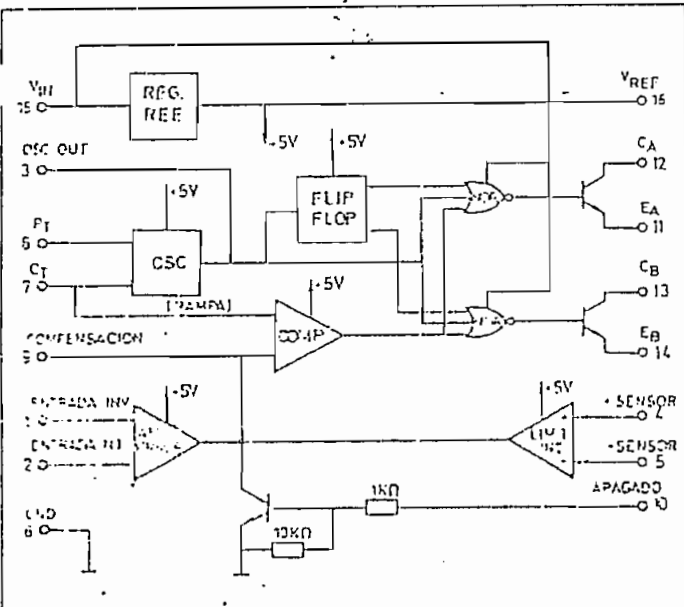 VIN
15
REG.
REF
VREF
16
+5V
OSC OUT
3
+5V
+5V
CA
12
FLIP
FLOP
NOR
RT
6
OSC
EA
11
CT
7
[RAMPA]
+5V
CB
13
COMP
COMPENSACION
9
EB
14
ENTRADA INV
1
+5V
+5V
+SENSOR
4
ENTRADA N.I.
2
+SENSOR
5
1KΩ
APAGADO
10
GND
8
10KΩ